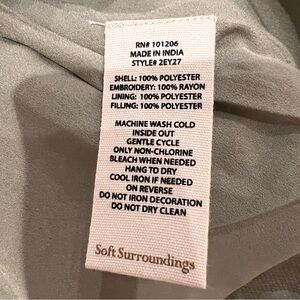 RN# 101206
MADE IN INDIA
STYLE# 2EY27
SHELL: 100% POLYESTER
EMBROIDERY: 100% RAYON
LINING: 100% POLYESTER
FILLING: 100% POLYESTER
MACHINE WASH COLD
INSIDE OUT
GENTLE CYCLE
ONLY NON-CHLORINE
BLEACH WHEN NEEDED
HANG TO DRY
COOL IRON IF NEEDED
ON REVERSE
DO NOT IRON DECORATION
DO NOT DRY CLEAN
Soft Surroundings